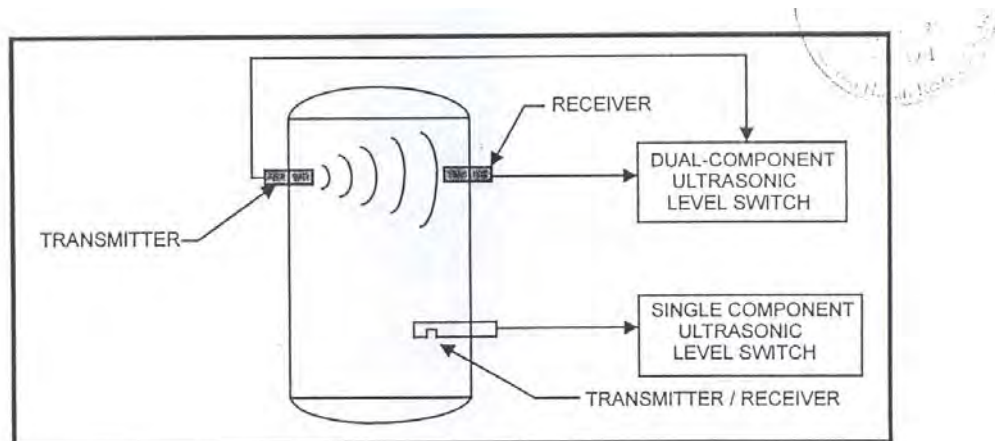 RECEIVER
DUAL-COMPONENT
ULTRASONIC
LEVEL SWITCH
TRANSMITTER
SINGLE COMPONENT
ULTRASONIC
LEVEL SWITCH
TRANSMITTER / RECEIVER